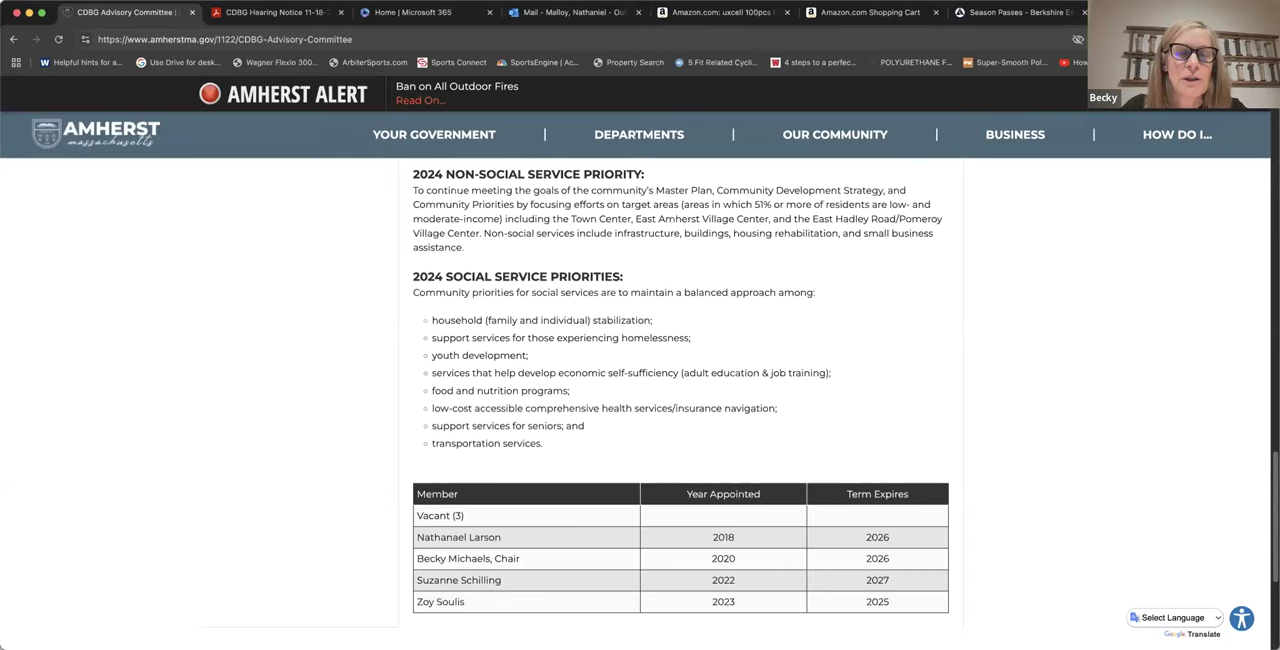 CDBG Advisory Committee |
CDBG Hearing Notice 11-18-
Home | Microsoft 365
Mail - Malloy, Nathaniel - Ou
Amazon.com: uxcell 100pcs
Amazon.com Shopping Cart
Season Passes - Berkshire E
https://www.amherstma.gov/1122/CDBG-Advisory-Committee
Helpful hints for a...
Use Drive for desk...
Wagner Flexio 300...
ArbiterSports.com
Sports Connect
SportsEngine | Ac...
Property Search
5 Fit Related Cycli...
4 steps to a perfec...
POLYURETHANE F...
Super-Smooth Pol...
How
Becky
AMHERST ALERT
Ban on All Outdoor Fires
Read On...
AMHERST
massachusetts
YOUR GOVERNMENT | DEPARTMENTS | OUR COMMUNITY | BUSINESS | HOW DO I...
2024 NON-SOCIAL SERVICE PRIORITY:
To continue meeting the goals of the community's Master Plan, Community Development Strategy, and
Community Priorities by focusing efforts on target areas (areas in which 51% or more of residents are low- and
moderate-income) including the Town Center, East Amherst Village Center, and the East Hadley Road/Pomeroy
Village Center. Non-social services include infrastructure, buildings, housing rehabilitation, and small business
assistance.
2024 SOCIAL SERVICE PRIORITIES:
Community priorities for social services are to maintain a balanced approach among:
household (family and individual) stabilization;
support services for those experiencing homelessness;
youth development;
services that help develop economic self-sufficiency (adult education & job training);
food and nutrition programs;
low-cost accessible comprehensive health services/insurance navigation;
support services for seniors; and
transportation services.
Member Year Appointed Term Expires
Vacant (3)
Nathanael Larson 2018 2026
Becky Michaels, Chair 2020 2026
Suzanne Schilling 2022 2027
Zoy Soulis 2023 2025
Select Language
Google Translate